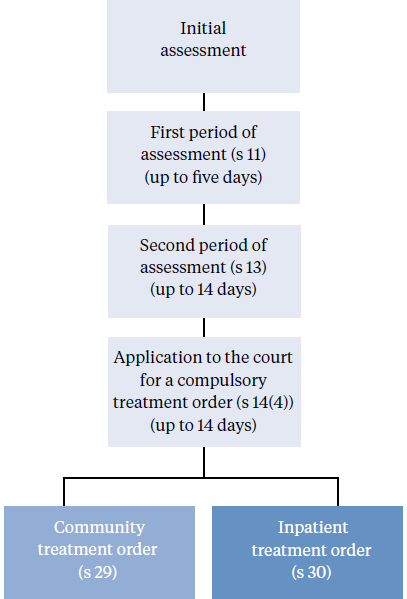 Initial
assessment
First period of
assessment (s 11)
(up to five days)
Second period of
assessment (s 13)
(up to 14 days)
Application to the court
for a compulsory
treatment order (s 14(4))
(up to 14 days)
Community
treatment order
(s 29)
Inpatient
treatment order
(s 30)